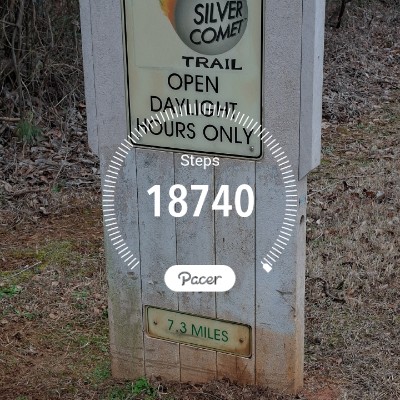 SILVER
COMET
TRAIL
OPEN
DAYLIGHT
HOURS ONLY
Steps
18740
Pacer
7.3 MILES